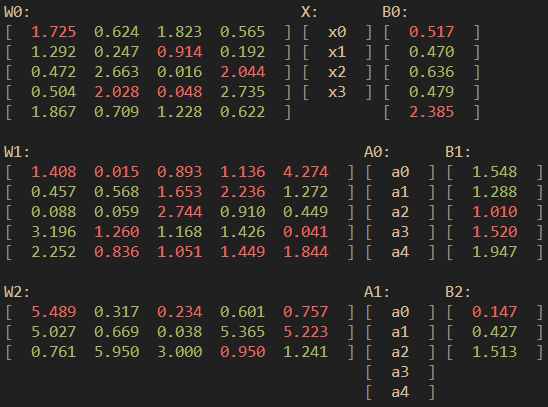 W0: X: B0:
[ 1.725 0.624 1.823 0.565 ] [ x0 ] [ 0.517 ]
[ 1.292 0.247 0.914 0.192 ] [ x1 ] [ 0.470 ]
[ 0.472 2.663 0.016 2.044 ] [ x2 ] [ 0.636 ]
[ 0.504 2.028 0.048 2.735 ] [ x3 ] [ 0.479 ]
[ 1.867 0.709 1.228 0.622 ] [ 2.385 ]
W1: A0: B1:
[ 1.408 0.015 0.893 1.136 4.274 ] [ a0 ] [ 1.548 ]
[ 0.457 0.568 1.653 2.236 1.272 ] [ a1 ] [ 1.288 ]
[ 0.088 0.059 2.744 0.910 0.449 ] [ a2 ] [ 1.010 ]
[ 3.196 1.260 1.168 1.426 0.041 ] [ a3 ] [ 1.520 ]
[ 2.252 0.836 1.051 1.449 1.844 ] [ a4 ] [ 1.947 ]
W2: A1: B2:
[ 5.489 0.317 0.234 0.601 0.757 ] [ a0 ] [ 0.147 ]
[ 5.027 0.669 0.038 5.365 5.223 ] [ a1 ] [ 0.427 ]
[ 0.761 5.950 3.000 0.950 1.241 ] [ a2 ] [ 1.513 ]
[ a3 ]
[ a4 ]